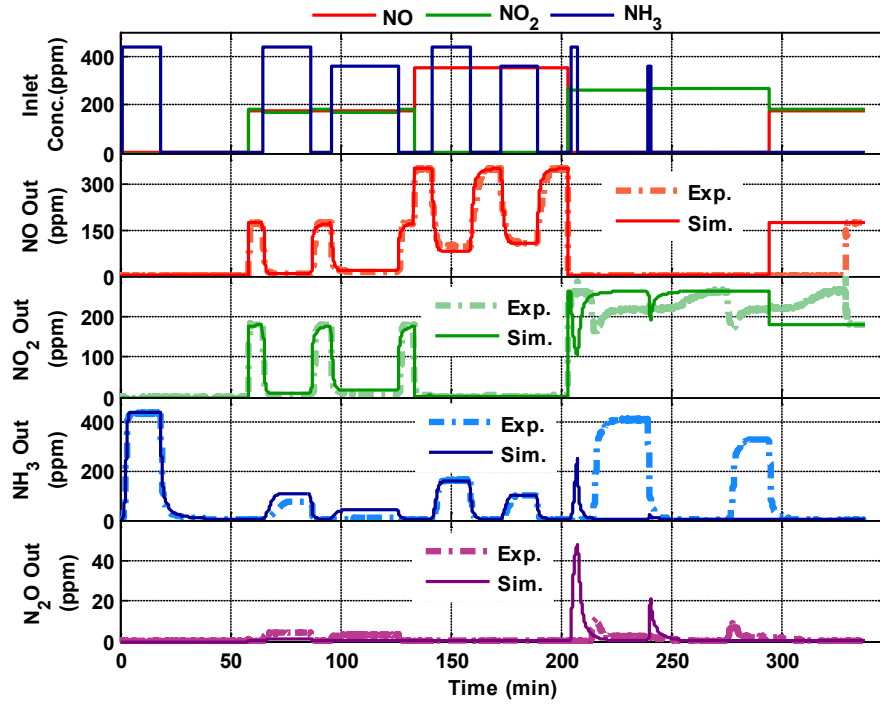 NO NO2 NH3
Inlet
Conc.(ppm)
400
200
0
NO Out
(ppm)
300
150
0
Exp.
Sim.
NO2 Out
(ppm)
200
100
0
Exp.
Sim.
NH3 Out
(ppm)
400
200
0
Exp.
Sim.
N2O Out
(ppm)
40
20
0
Exp.
Sim.
0 50 100 150 200 250 300
Time (min)